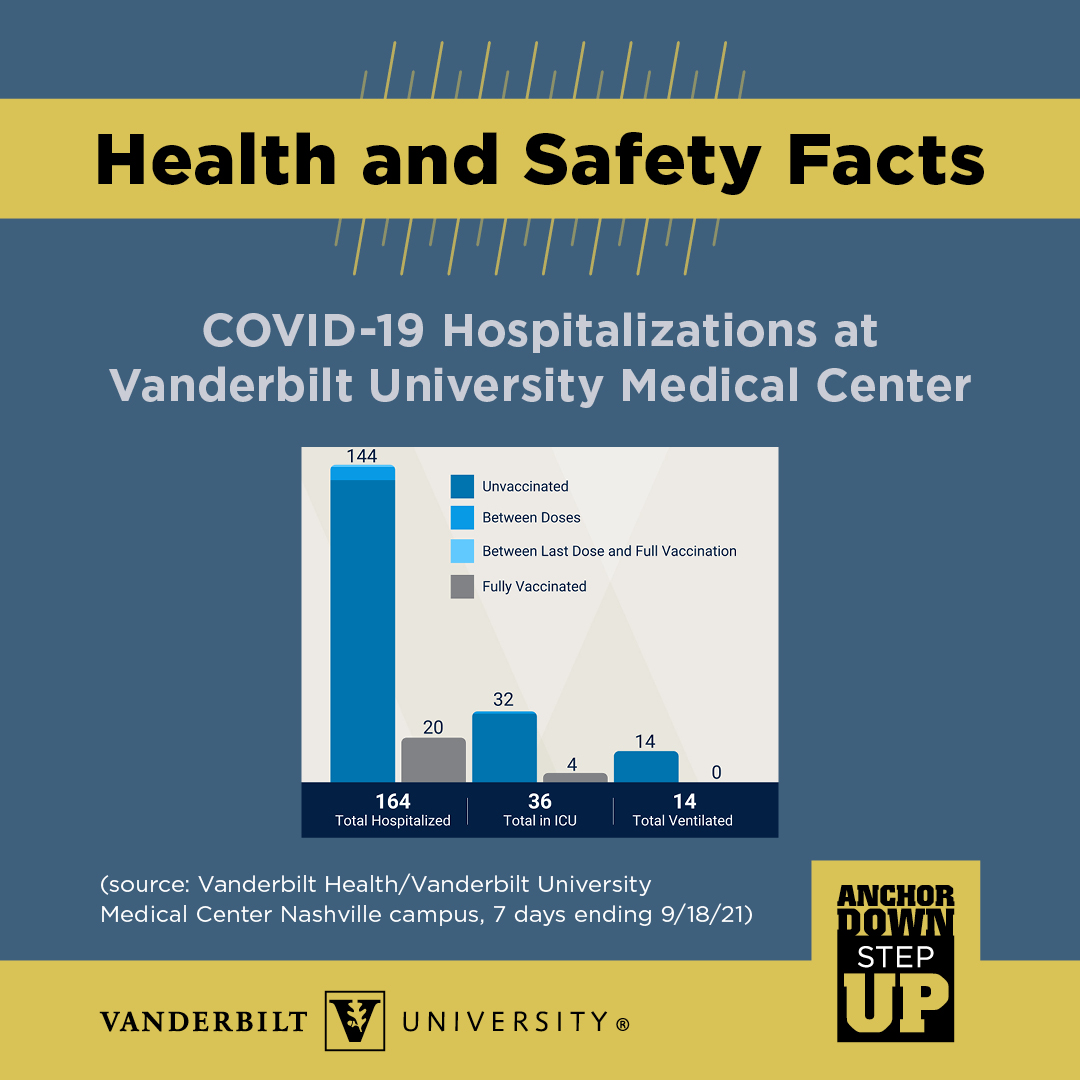 Health and Safety Facts
COVID-19 Hospitalizations at
Vanderbilt University Medical Center
144
Unvaccinated
Between Doses
Between Last Dose and Full Vaccination
Fully Vaccinated
32
20
14
4
0
164
Total Hospitalized
36
Total in ICU
14
Total Ventilated
(source: Vanderbilt Health/Vanderbilt University
Medical Center Nashville campus, 7 days ending 9/18/21)
ANCHOR
DOWN
STEP
UP
VANDERBILT V UNIVERSITY®